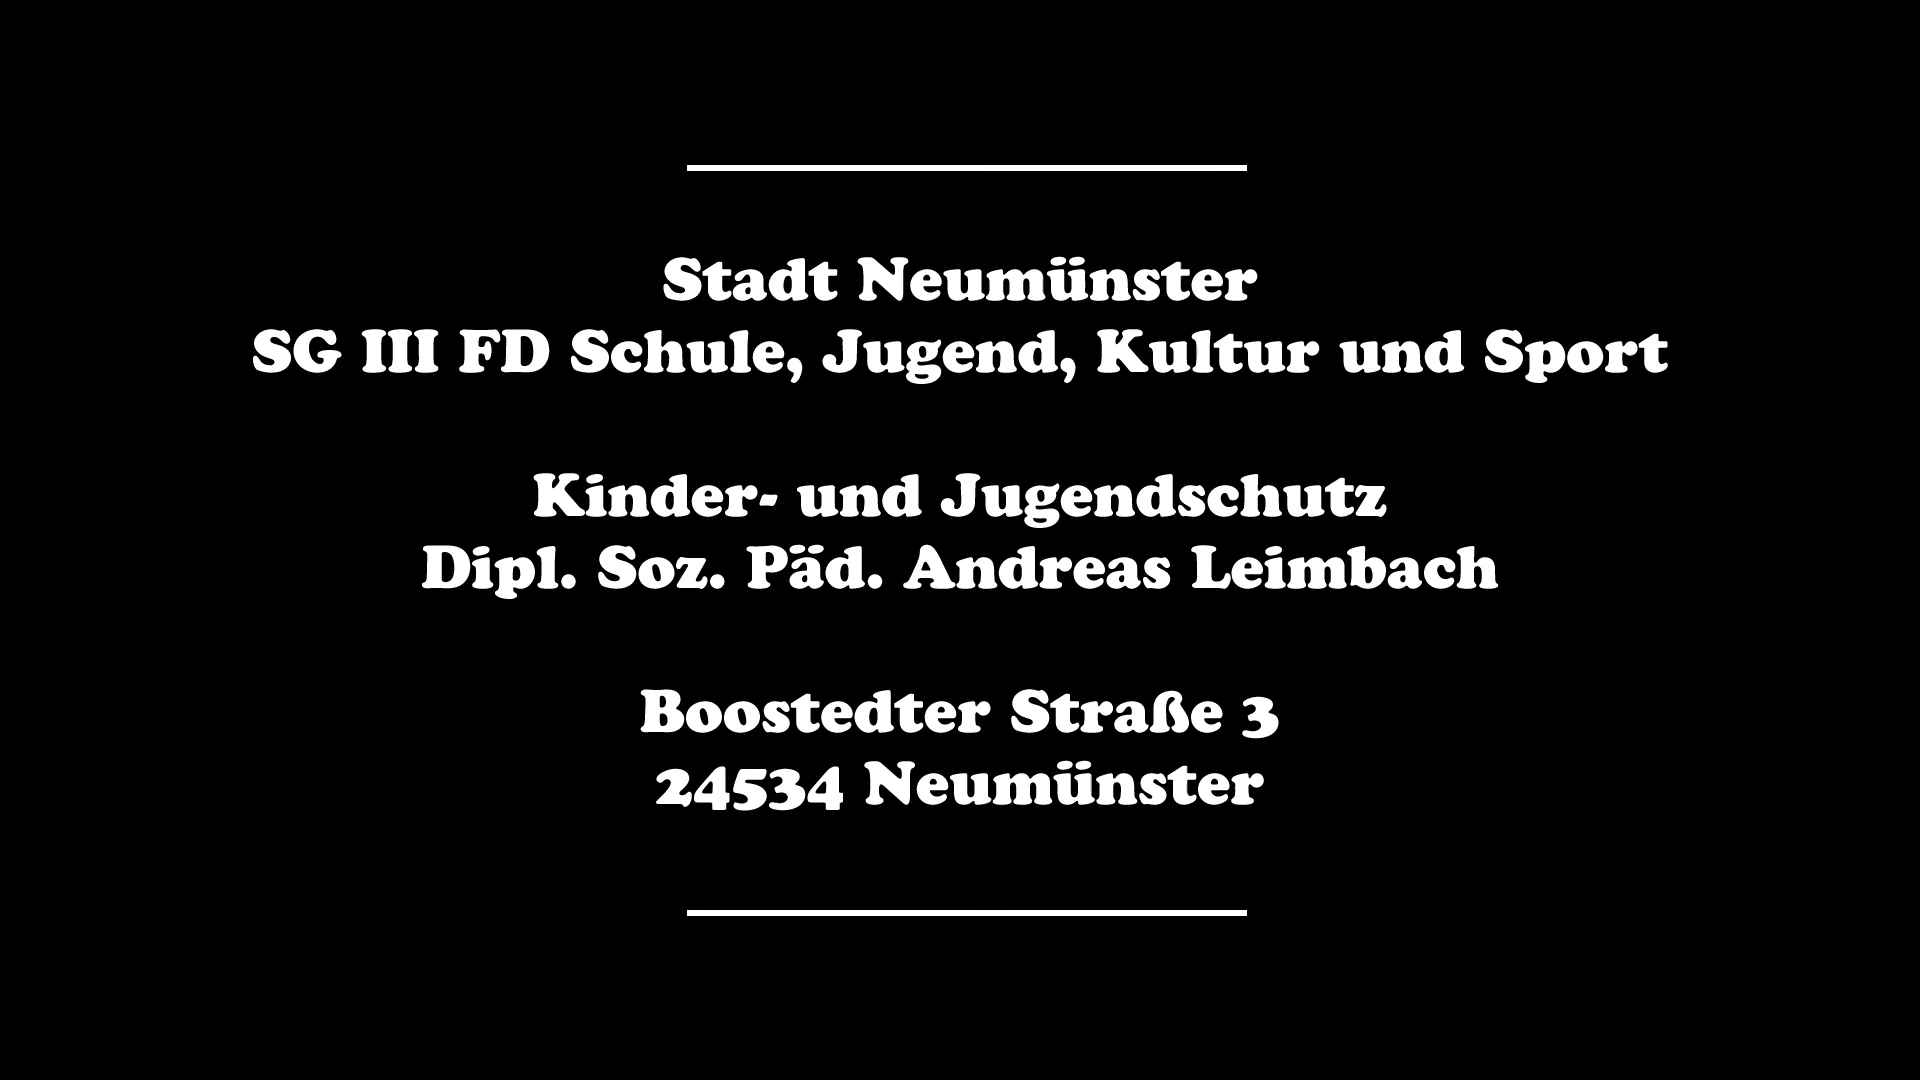 Stadt Neumünster
SG III FD Schule, Jugend, Kultur und Sport
Kinder- und Jugendschutz
Dipl. Soz. Päd. Andreas Leimbach
Boostedter Straße 3
24534 Neumünster